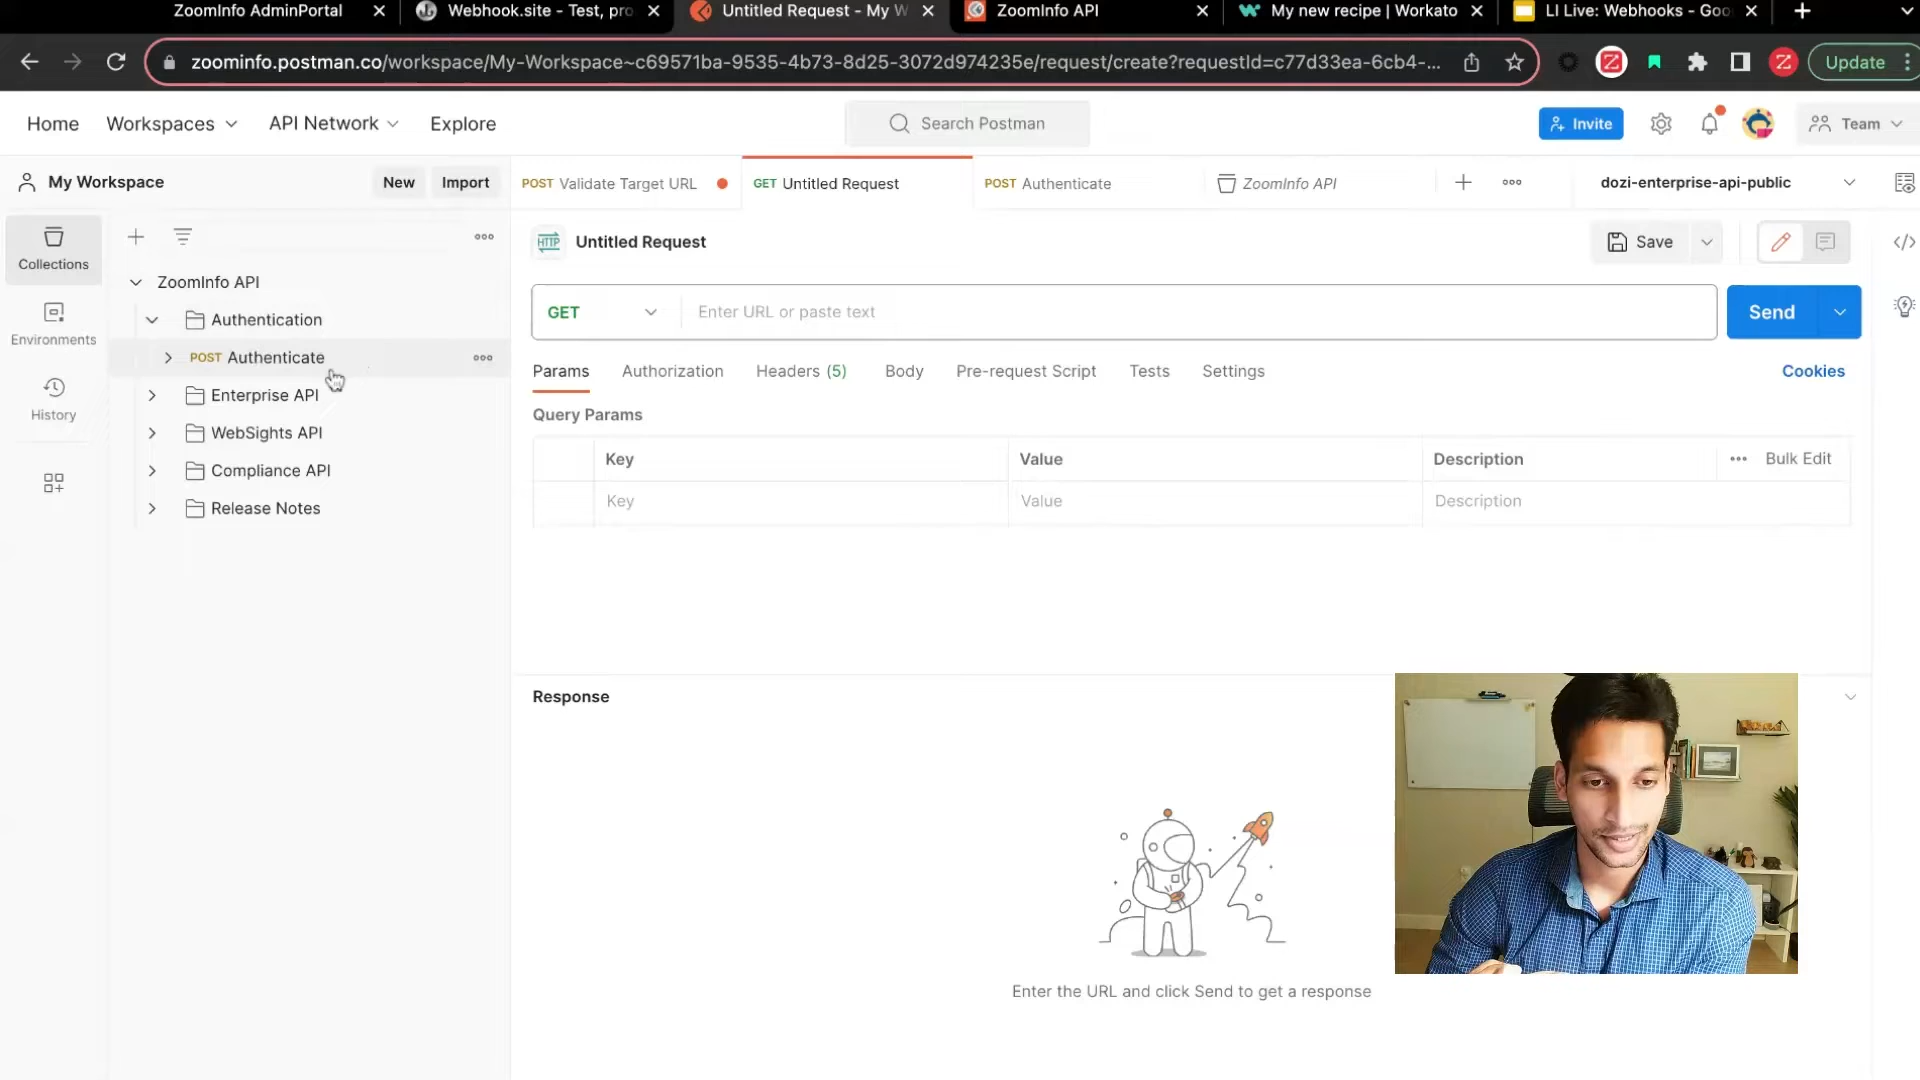 ZoomInfo AdminPortal
Webhook.site - Test, pro
Untitled Request - My W
ZoomInfo API
My new recipe | Workato
LI Live: Webhooks - Goo
zoominfo.postman.co/workspace/My-Workspace~c69571ba-9535-4b73-8d25-3072d974235e/request/create?requestId=c77d33ea-6cb4-...
Z
Z
Update
Home
Workspaces
API Network
Explore
Search Postman
Invite
Team
My Workspace
New
Import
POST Validate Target URL
GET Untitled Request
POST Authenticate
ZoomInfo API
dozi-enterprise-api-public
Collections
Environments
History
ZoomInfo API
Authentication
POST Authenticate
Enterprise API
WebSights API
Compliance API
Release Notes
HTTP Untitled Request
Save
GET
Enter URL or paste text
Send
Params
Authorization
Headers (5)
Body
Pre-request Script
Tests
Settings
Cookies
Query Params
Key
Value
Description
Bulk Edit
Key
Value
Description
Response
Enter the URL and click Send to get a response